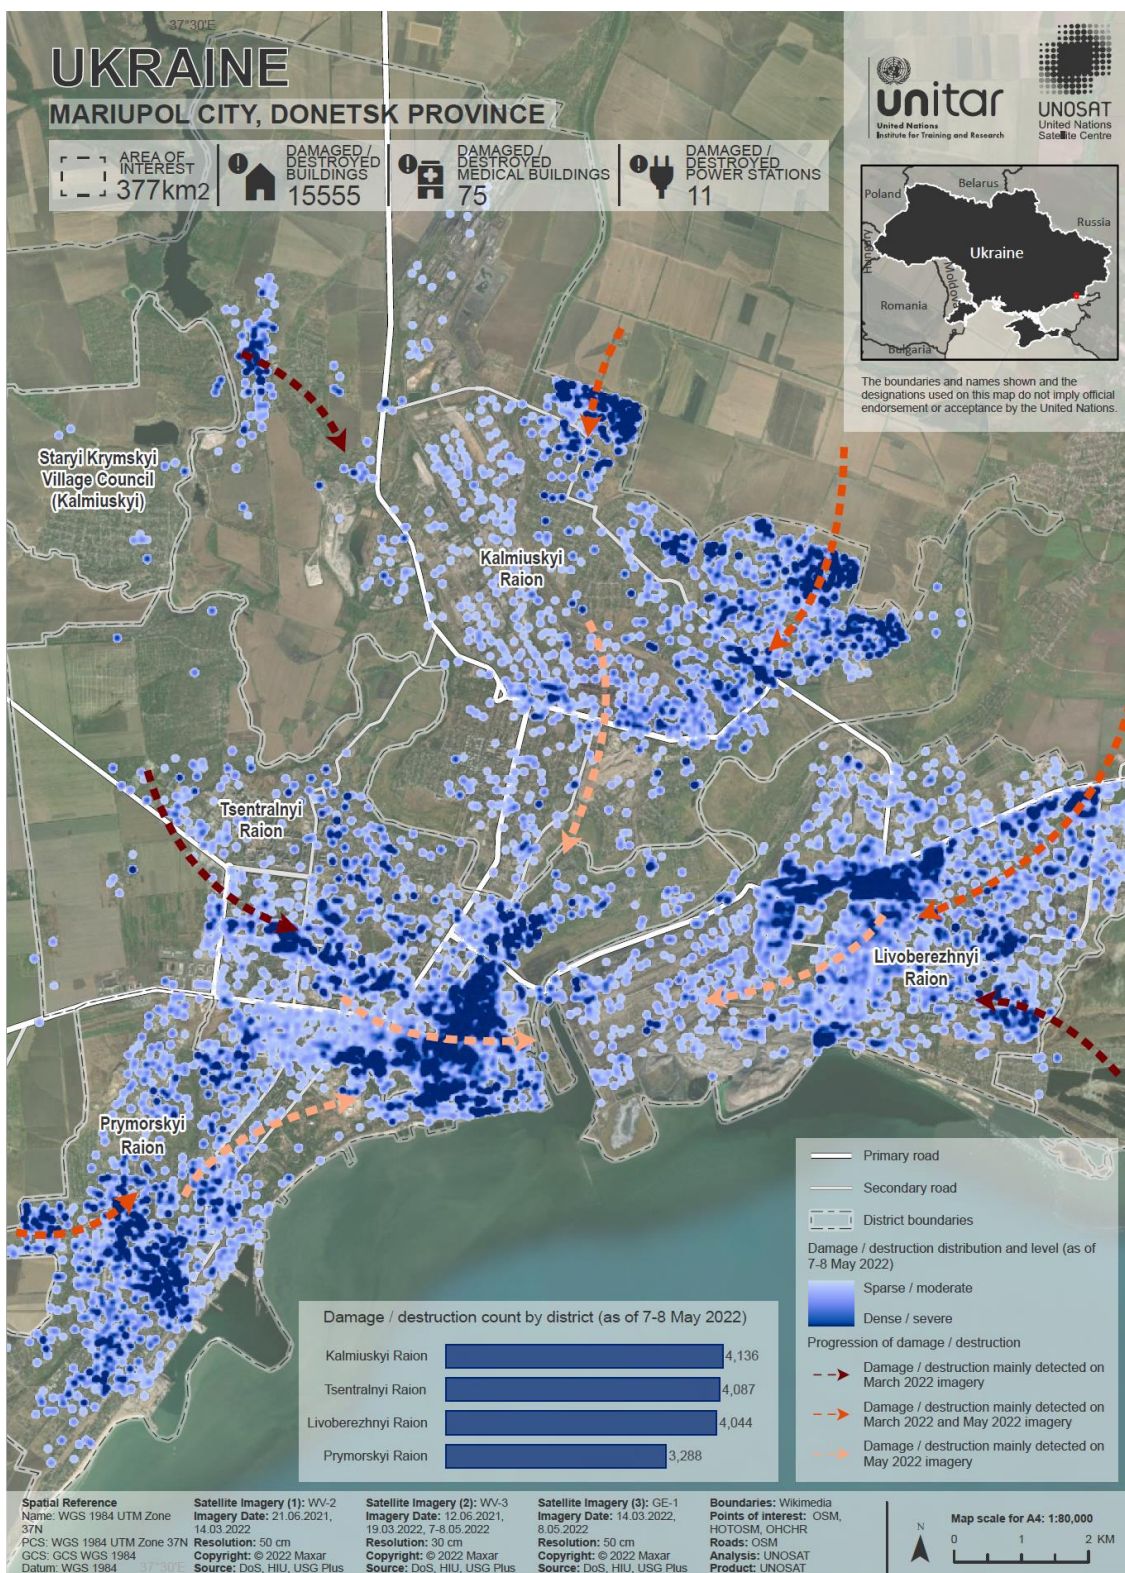 37°30'E
UKRAINE
MARIUPOL CITY, DONETSK PROVINCE
AREA OF
INTEREST
377km2
DAMAGED /
DESTROYED
BUILDINGS
15555
DAMAGED /
DESTROYED
MEDICAL BUILDINGS
75
DAMAGED /
DESTROYED
POWER STATIONS
11
unitar
United Nations
Institute for Training and Research
UNOSAT
United Nations
Satellite Centre
Poland
Belarus
Russia
Hungary
Ukraine
Moldova
Romania
Bulgaria
The boundaries and names shown and the
designations used on this map do not imply official
endorsement or acceptance by the United Nations.
Staryi Krymskyi
Village Council
(Kalmiuskyi)
Kalmiuskyi
Raion
Tsentralnyi
Raion
Livoberezhnyi
Raion
Prymorskyi
Raion
Primary road
Secondary road
District boundaries
Damage / destruction distribution and level (as of
7-8 May 2022)
Sparse / moderate
Dense / severe
Progression of damage / destruction
Damage / destruction mainly detected on
March 2022 imagery
Damage / destruction mainly detected on
March 2022 and May 2022 imagery
Damage / destruction mainly detected on
May 2022 imagery
Damage / destruction count by district (as of 7-8 May 2022)
Kalmiuskyi Raion 4,136
Tsentralnyi Raion 4,087
Livoberezhnyi Raion 4,044
Prymorskyi Raion 3,288
Spatial Reference
Name: WGS 1984 UTM Zone
37N
PCS: WGS 1984 UTM Zone 37N
GCS: GCS WGS 1984
Datum: WGS 1984
37°30'E
Satellite Imagery (1): WV-2
Imagery Date: 21.06.2021,
14.03.2022
Resolution: 50 cm
Copyright: © 2022 Maxar
Source: DoS, HIU, USG Plus
Satellite Imagery (2): WV-3
Imagery Date: 12.06.2021,
19.03.2022, 7-8.05.2022
Resolution: 30 cm
Copyright: © 2022 Maxar
Source: DoS, HIU, USG Plus
Satellite Imagery (3): GE-1
Imagery Date: 14.03.2022,
8.05.2022
Resolution: 50 cm
Copyright: © 2022 Maxar
Source: DoS, HIU, USG Plus
Boundaries: Wikimedia
Points of interest: OSM,
HOTOSM, OHCHR
Roads: OSM
Analysis: UNOSAT
Product: UNOSAT
N
Map scale for A4: 1:80,000
0 1 2 KM